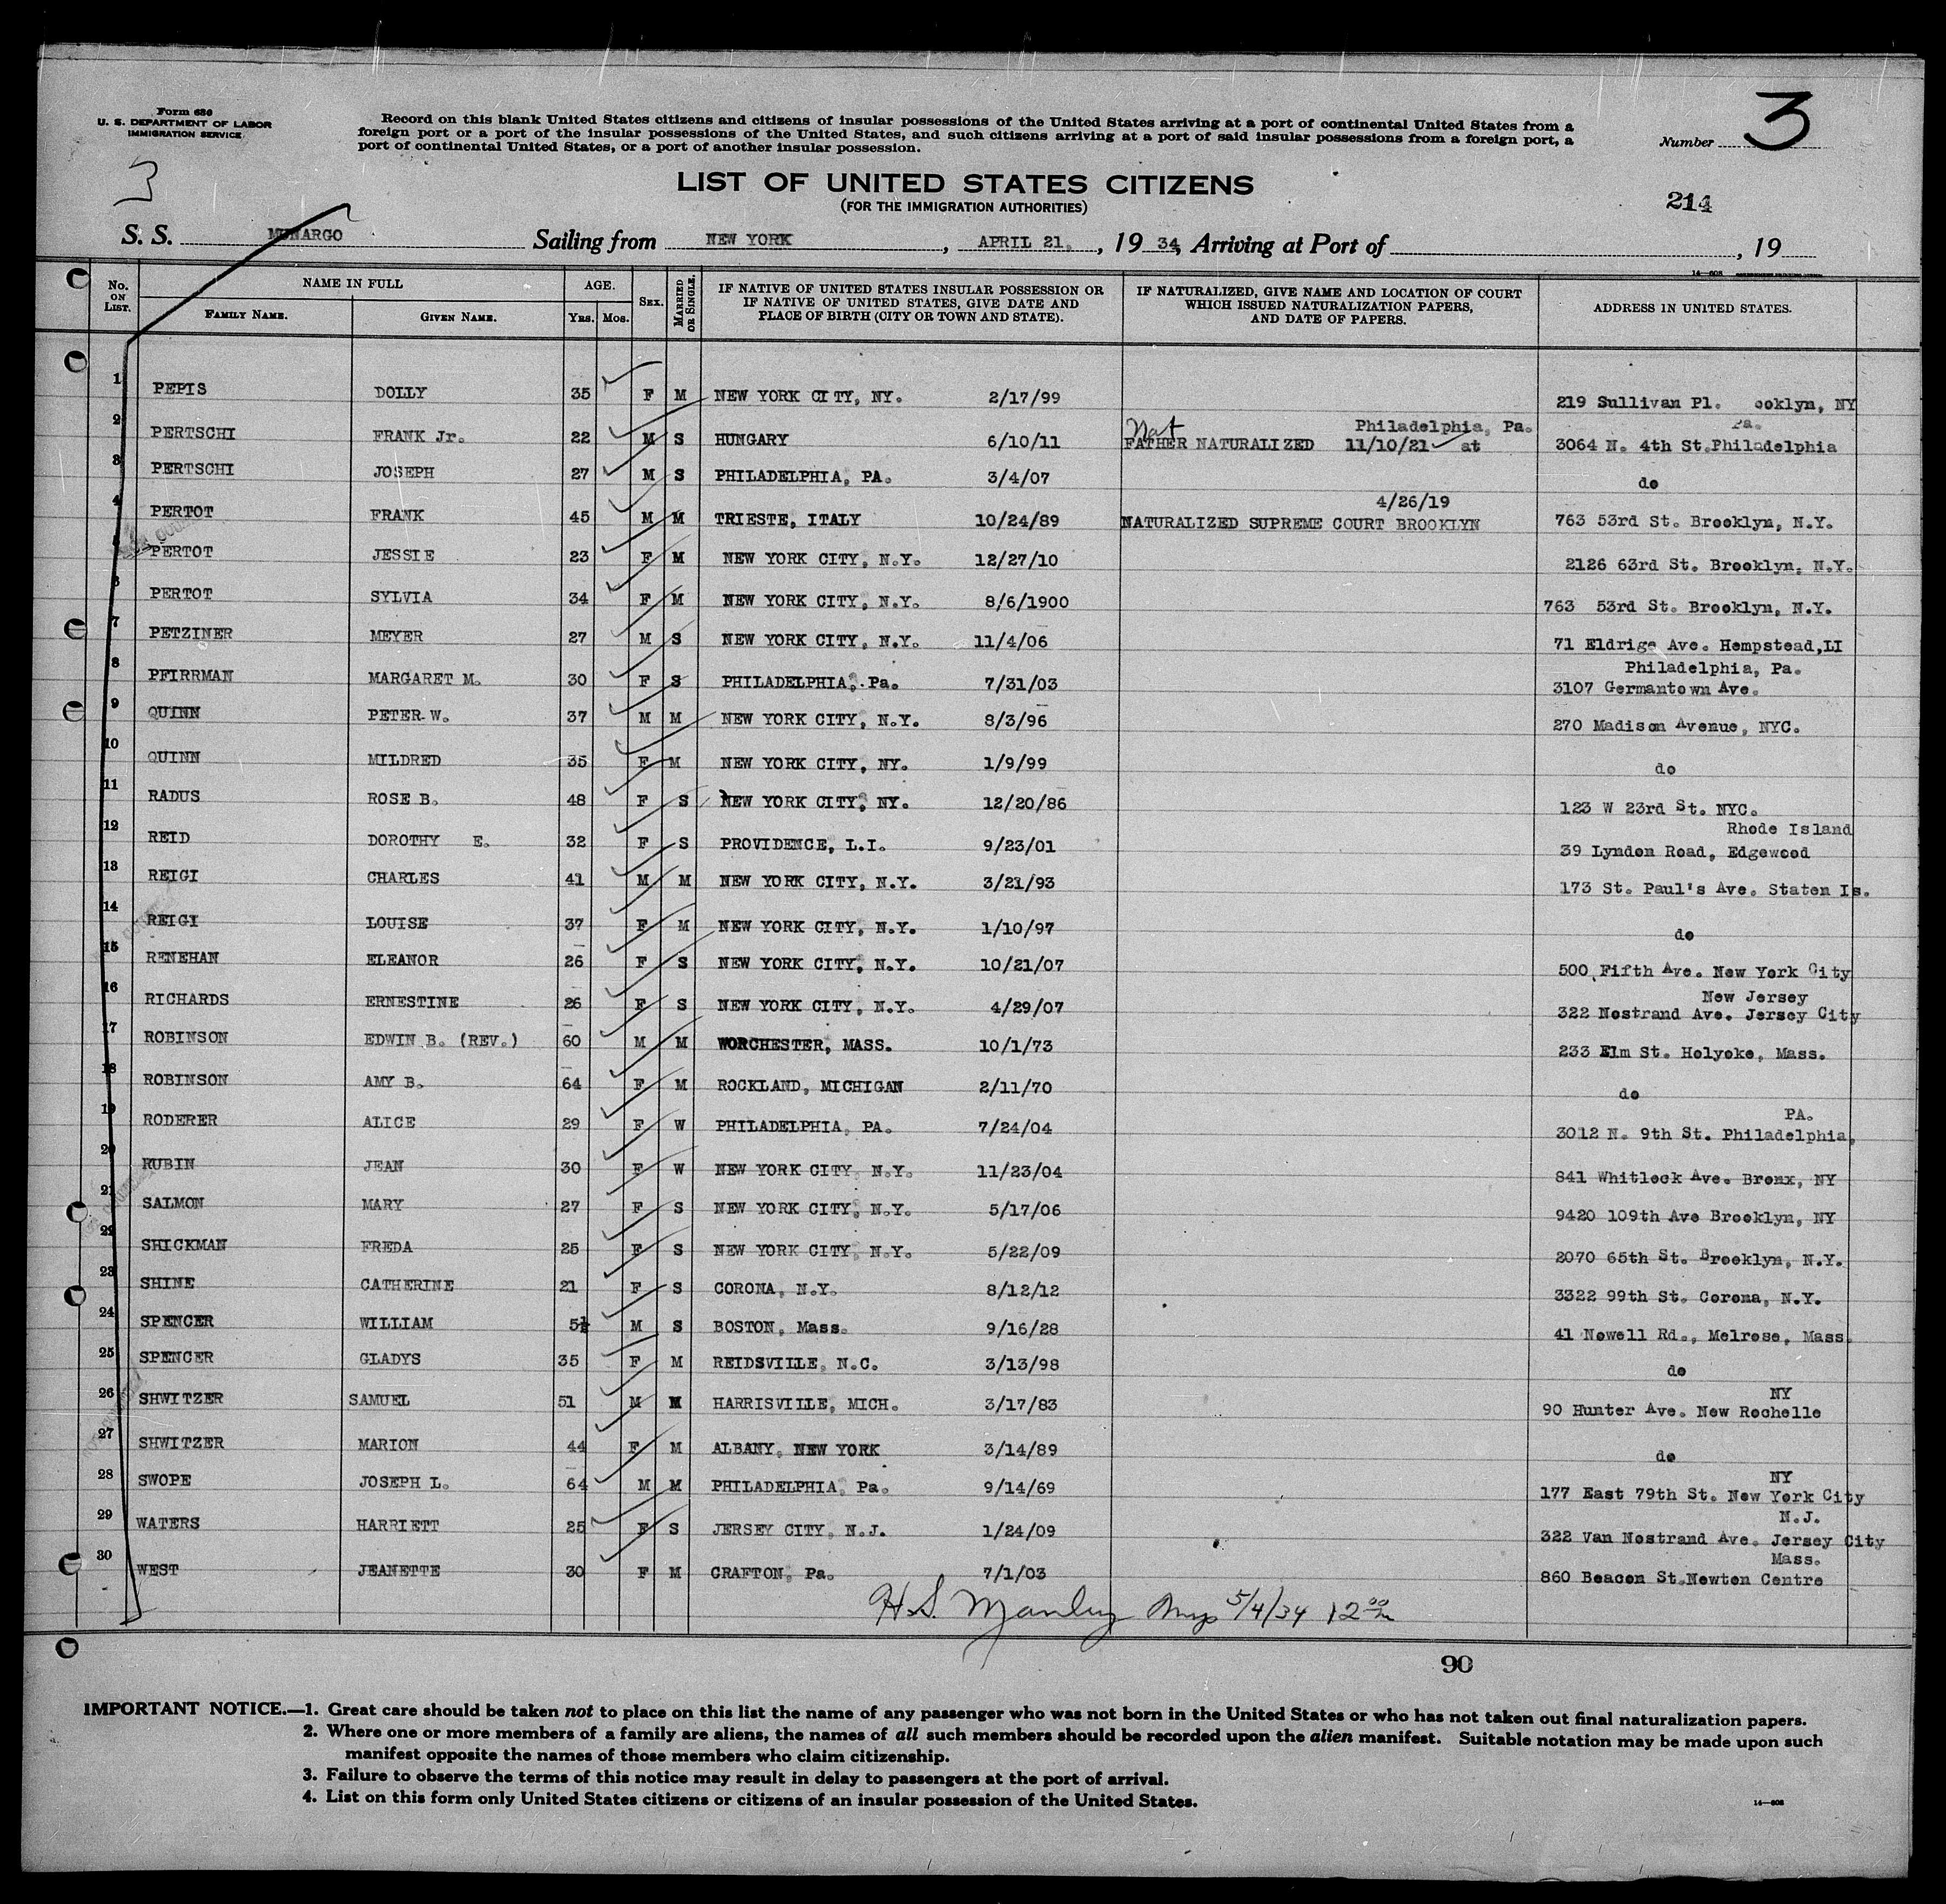 Form 630
U. S. DEPARTMENT OF LABOR
IMMIGRATION SERVICE
Record on this blank United States citizens and citizens of insular possessions of the United States arriving at a port of continental United States from a
foreign port or a port of the insular possessions of the United States, and such citizens arriving at a port of said insular possessions from a foreign port, a
port of continental United States, or a port of another insular possession.
Number 3
3
LIST OF UNITED STATES CITIZENS
(FOR THE IMMIGRATION AUTHORITIES)
214
S. S. MUNARGO Sailing from NEW YORK, APRIL 21, 19 34, Arriving at Port of , 19
14—608
No. ON LIST. NAME IN FULL FAMILY NAME. GIVEN NAME. AGE. YRS. MOS. SEX. MARRIED OR SINGLE. IF NATIVE OF UNITED STATES INSULAR POSSESSION OR IF NATIVE OF UNITED STATES, GIVE DATE AND PLACE OF BIRTH (CITY OR TOWN AND STATE). IF NATURALIZED, GIVE NAME AND LOCATION OF COURT WHICH ISSUED NATURALIZATION PAPERS, AND DATE OF PAPERS. ADDRESS IN UNITED STATES.
1 PEPIS DOLLY 35 F M NEW YORK CITY, NY. 2/17/99 219 Sullivan Pl. ooklyn, NY
Nat Philadelphia, Pa. Pa.
2 PERTSCHI FRANK Jr. 22 M S HUNGARY 6/10/11 FATHER NATURALIZED 11/10/21 at 3064 N. 4th St.Philadelphia
3 PERTSCHI JOSEPH 27 M S PHILADELPHIA, PA. 3/4/07 do
4/26/19
4 PERTOT FRANK 45 M M TRIESTE, ITALY 10/24/89 NATURALIZED SUPREME COURT BROOKLYN 763 53rd St. Brooklyn, N.Y.
5 PERTOT JESSIE 23 F M NEW YORK CITY, N.Y. 12/27/10 2126 63rd St. Brooklyn, N.Y.
6 PERTOT SYLVIA 34 F M NEW YORK CITY, N.Y. 8/6/1900 763 53rd St. Brooklyn, N.Y.
7 PETZINER MEYER 27 M S NEW YORK CITY, N.Y. 11/4/06 71 Eldrige Ave. Hempstead,LI
Philadelphia, Pa.
8 PFIRRMAN MARGARET M. 30 F S PHILADELPHIA, Pa. 7/31/03 3107 Germantown Ave.
9 QUINN PETER W. 37 M M NEW YORK CITY, N.Y. 8/3/96 270 Madison Avenue, NYC.
10 QUINN MILDRED 35 F M NEW YORK CITY, NY. 1/9/99 do
11 RADUS ROSE B. 48 F S NEW YORK CITY, NY. 12/20/86 123 W 23rd St. NYC.
Rhode Island
12 REID DOROTHY E. 32 F S PROVIDENCE, L.I. 9/23/01 39 Lyndon Road, Edgewood
13 REIGI CHARLES 41 M M NEW YORK CITY, N.Y. 3/21/93 173 St. Paul's Ave. Staten Is.
14 REIGI LOUISE 37 F M NEW YORK CITY, N.Y. 1/10/97 do
15 RENEHAN ELEANOR 26 F S NEW YORK CITY, N.Y. 10/21/07 500 Fifth Ave. New York City
New Jersey
16 RICHARDS ERNESTINE 26 F S NEW YORK CITY, N.Y. 4/29/07 322 Nostrand Ave. Jersey City
17 ROBINSON EDWIN B. (REV.) 60 M M WORCHESTER, MASS. 10/1/73 233 Elm St. Holyoke, Mass.
18 ROBINSON AMY B. 64 F M ROCKLAND, MICHIGAN 2/11/70 do
PA.
19 RODERER ALICE 29 F W PHILADELPHIA, PA. 7/24/04 3012 N. 9th St. Philadelphia,
20 RUBIN JEAN 30 F W NEW YORK CITY, N.Y. 11/23/04 841 Whitlock Ave. Bronx, NY
21 SALMON MARY 27 F S NEW YORK CITY, N.Y. 5/17/06 9420 109th Ave Brooklyn, NY
22 SHICKMAN FREDA 25 F S NEW YORK CITY, N.Y. 5/22/09 2070 65th St. Brooklyn, N.Y.
23 SHINE CATHERINE 21 F S CORONA, N.Y. 8/12/12 3322 99th St. Corona, N.Y.
24 SPENCER WILLIAM 5½ M S BOSTON, Mass. 9/16/28 41 Nowell Rd., Melrose, Mass.
25 SPENCER GLADYS 35 F M REIDSVILLE, N.C. 3/13/98 do
NY
26 SHWITZER SAMUEL 51 M M HARRISVILLE, MICH. 3/17/83 90 Hunter Ave. New Rochelle
27 SHWITZER MARION 44 F M ALBANY, NEW YORK 3/14/89 do
NY
28 SWOPE JOSEPH L. 64 M M PHILADELPHIA, Pa. 9/14/69 177 East 79th St. New York City
N.J.
29 WATERS HARRIETT 25 F S JERSEY CITY, N.J. 1/24/09 322 Van Nostrand Ave. Jersey City
Mass.
30 WEST JEANETTE 30 F M CRAFTON, Pa. 7/1/03 860 Beacon St.Newton Centre
H.S. Manley 5/4/34 12 00
90
IMPORTANT NOTICE.—1. Great care should be taken not to place on this list the name of any passenger who was not born in the United States or who has not taken out final naturalization papers.
2. Where one or more members of a family are aliens, the names of all such members should be recorded upon the alien manifest. Suitable notation may be made upon such
manifest opposite the names of those members who claim citizenship.
3. Failure to observe the terms of this notice may result in delay to passengers at the port of arrival.
4. List on this form only United States citizens or citizens of an insular possession of the United States.
14—608